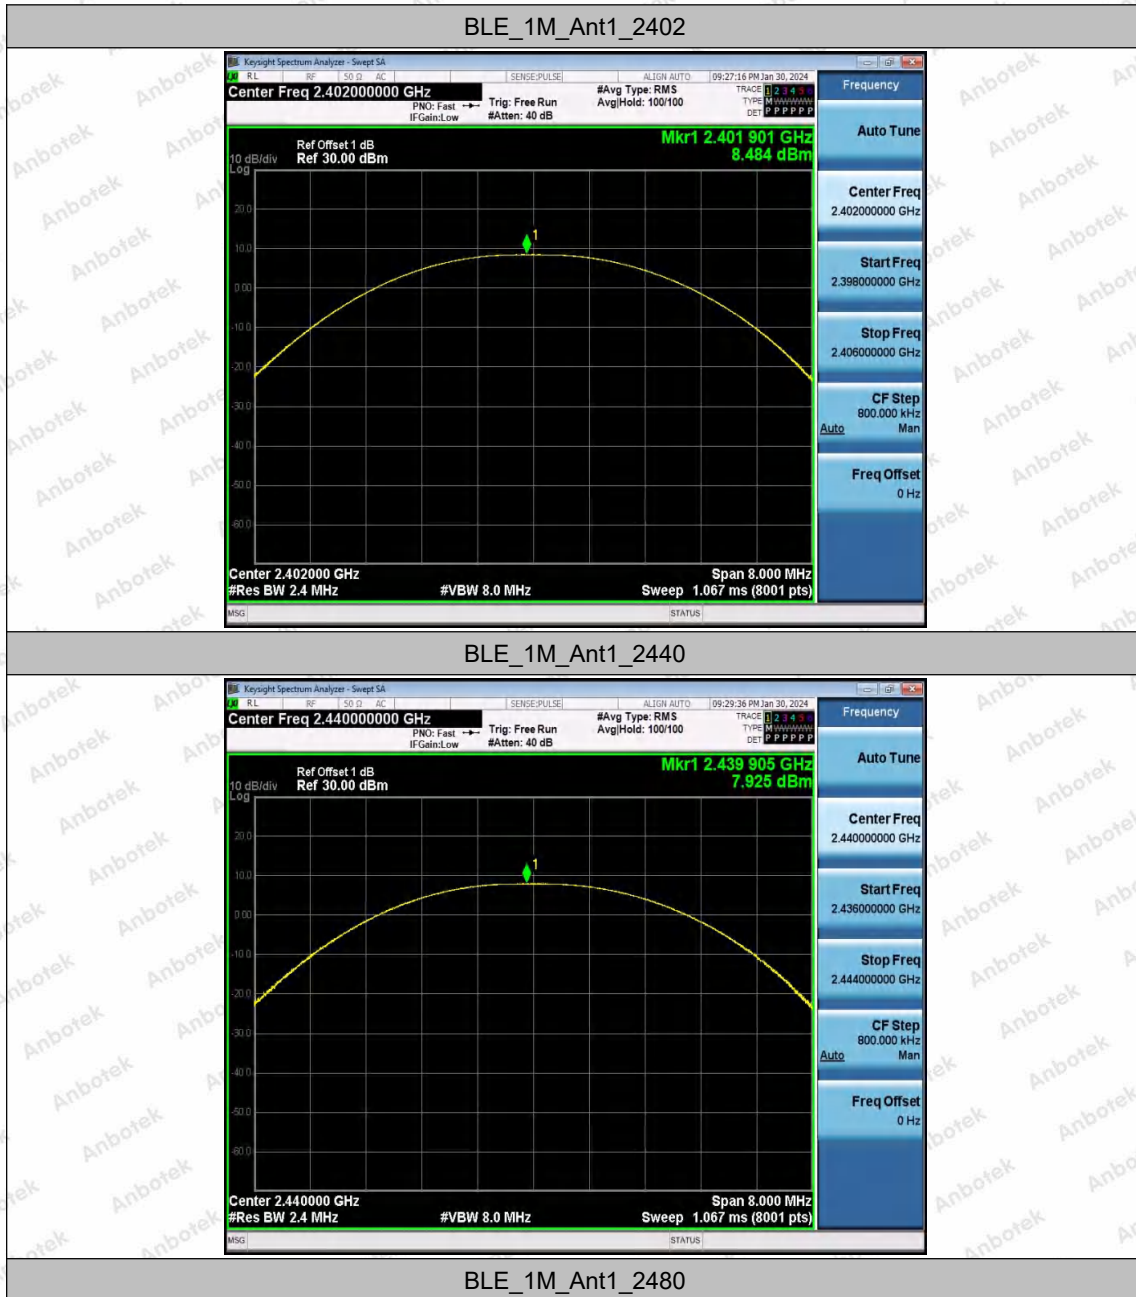 BLE_1M_Ant1_2402
Keysight Spectrum Analyzer - Swept SA
RL RF 50 Ω AC SENSE:PULSE ALIGN AUTO 09:27:16 PM Jan 30, 2024
Center Freq 2.402000000 GHz
PNO: Fast
IFGain:Low
Trig: Free Run
#Atten: 40 dB
#Avg Type: RMS
Avg|Hold: 100/100
TRACE 1 2 3 4 5 6
TYPE M W W W W W
DET P P P P P P
Mkr1 2.401 901 GHz
8.484 dBm
Ref Offset 1 dB
10 dB/div Ref 30.00 dBm
Log
20.0
10.0
0.00
-10.0
-20.0
-30.0
-40.0
-50.0
-60.0
1
Center 2.402000 GHz
#Res BW 2.4 MHz
#VBW 8.0 MHz
Span 8.000 MHz
Sweep 1.067 ms (8001 pts)
MSG
STATUS
Frequency
Auto Tune
Center Freq
2.402000000 GHz
Start Freq
2.398000000 GHz
Stop Freq
2.406000000 GHz
CF Step
800.000 kHz
Auto Man
Freq Offset
0 Hz
BLE_1M_Ant1_2440
Keysight Spectrum Analyzer - Swept SA
RL RF 50 Ω AC SENSE:PULSE ALIGN AUTO 09:29:36 PM Jan 30, 2024
Center Freq 2.440000000 GHz
PNO: Fast
IFGain:Low
Trig: Free Run
#Atten: 40 dB
#Avg Type: RMS
Avg|Hold: 100/100
TRACE 1 2 3 4 5 6
TYPE M W W W W W
DET P P P P P P
Mkr1 2.439 905 GHz
7.925 dBm
Ref Offset 1 dB
10 dB/div Ref 30.00 dBm
Log
20.0
10.0
0.00
-10.0
-20.0
-30.0
-40.0
-50.0
-60.0
1
Center 2.440000 GHz
#Res BW 2.4 MHz
#VBW 8.0 MHz
Span 8.000 MHz
Sweep 1.067 ms (8001 pts)
MSG
STATUS
Frequency
Auto Tune
Center Freq
2.440000000 GHz
Start Freq
2.436000000 GHz
Stop Freq
2.444000000 GHz
CF Step
800.000 kHz
Auto Man
Freq Offset
0 Hz
BLE_1M_Ant1_2480
Anbotek